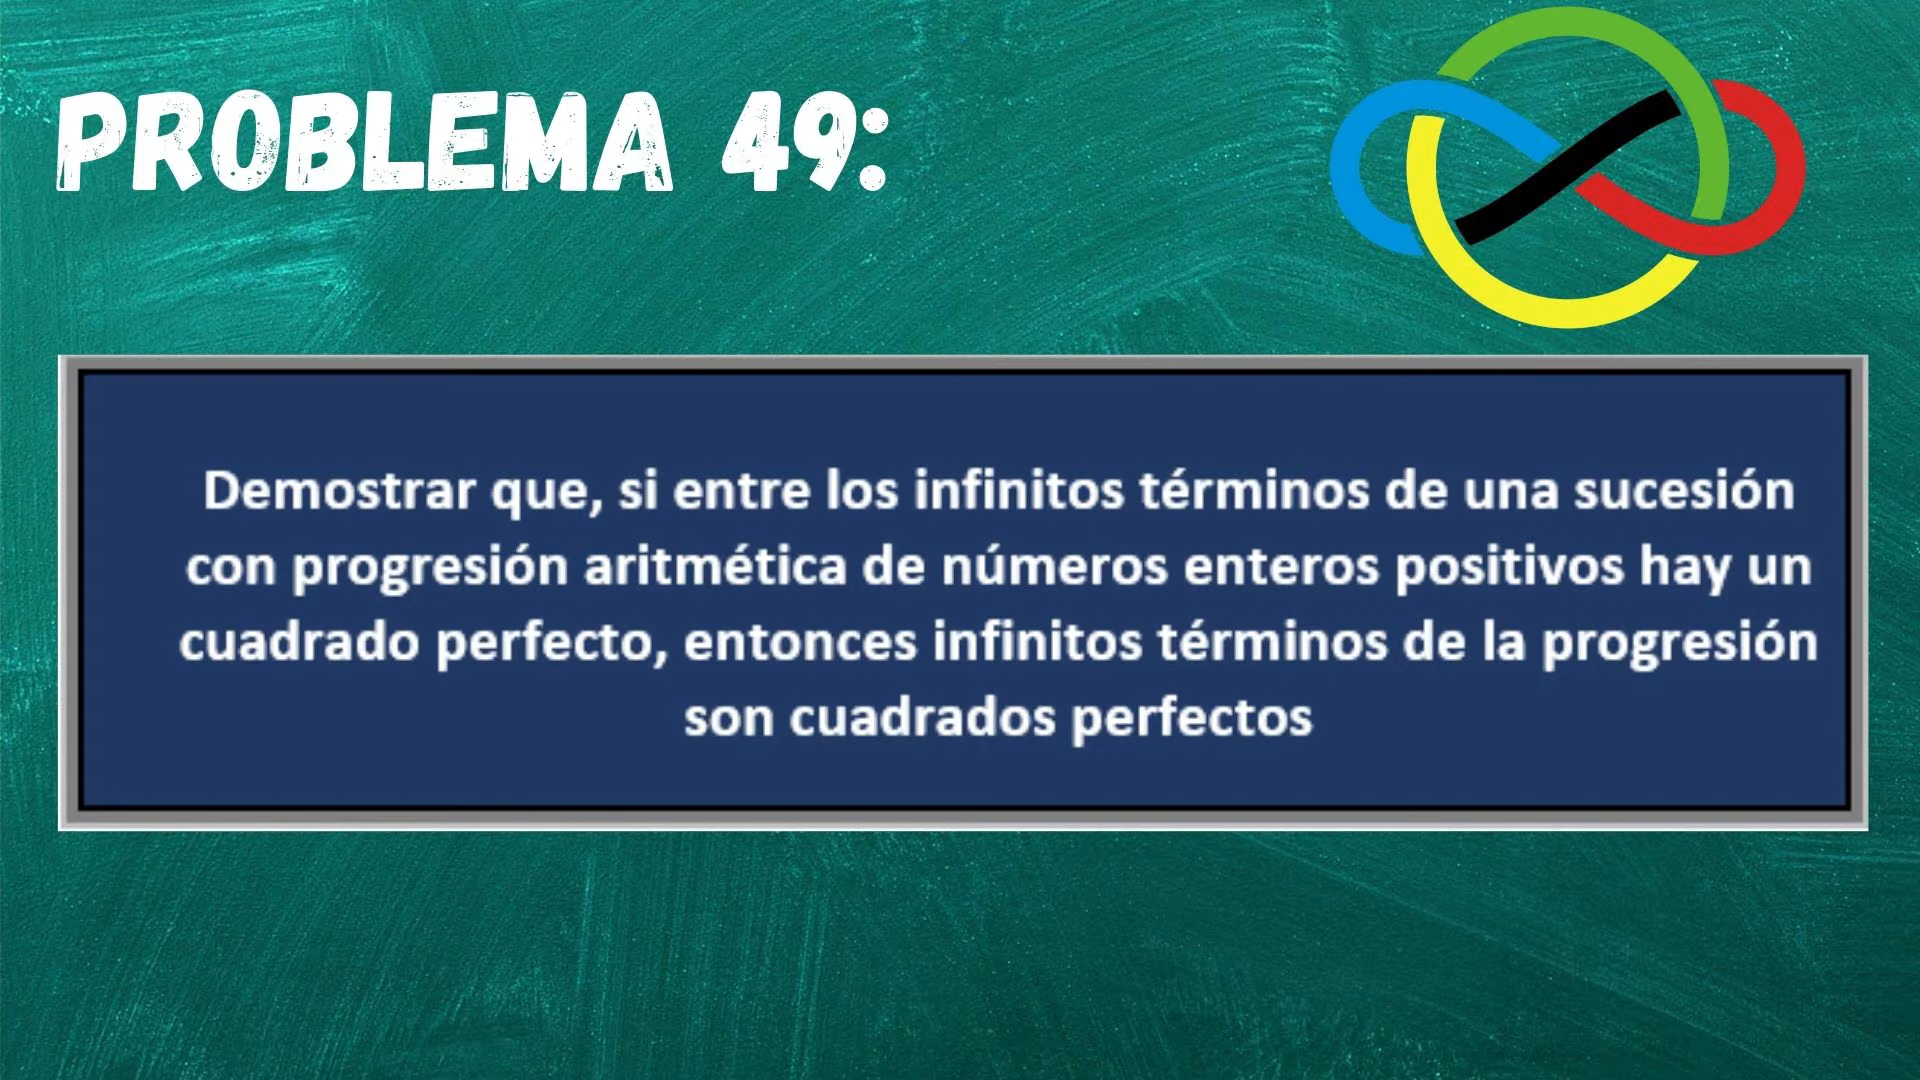 PROBLEMA 49:
Demostrar que, si entre los infinitos términos de una sucesión
con progresión aritmética de números enteros positivos hay un
cuadrado perfecto, entonces infinitos términos de la progresión
son cuadrados perfectos